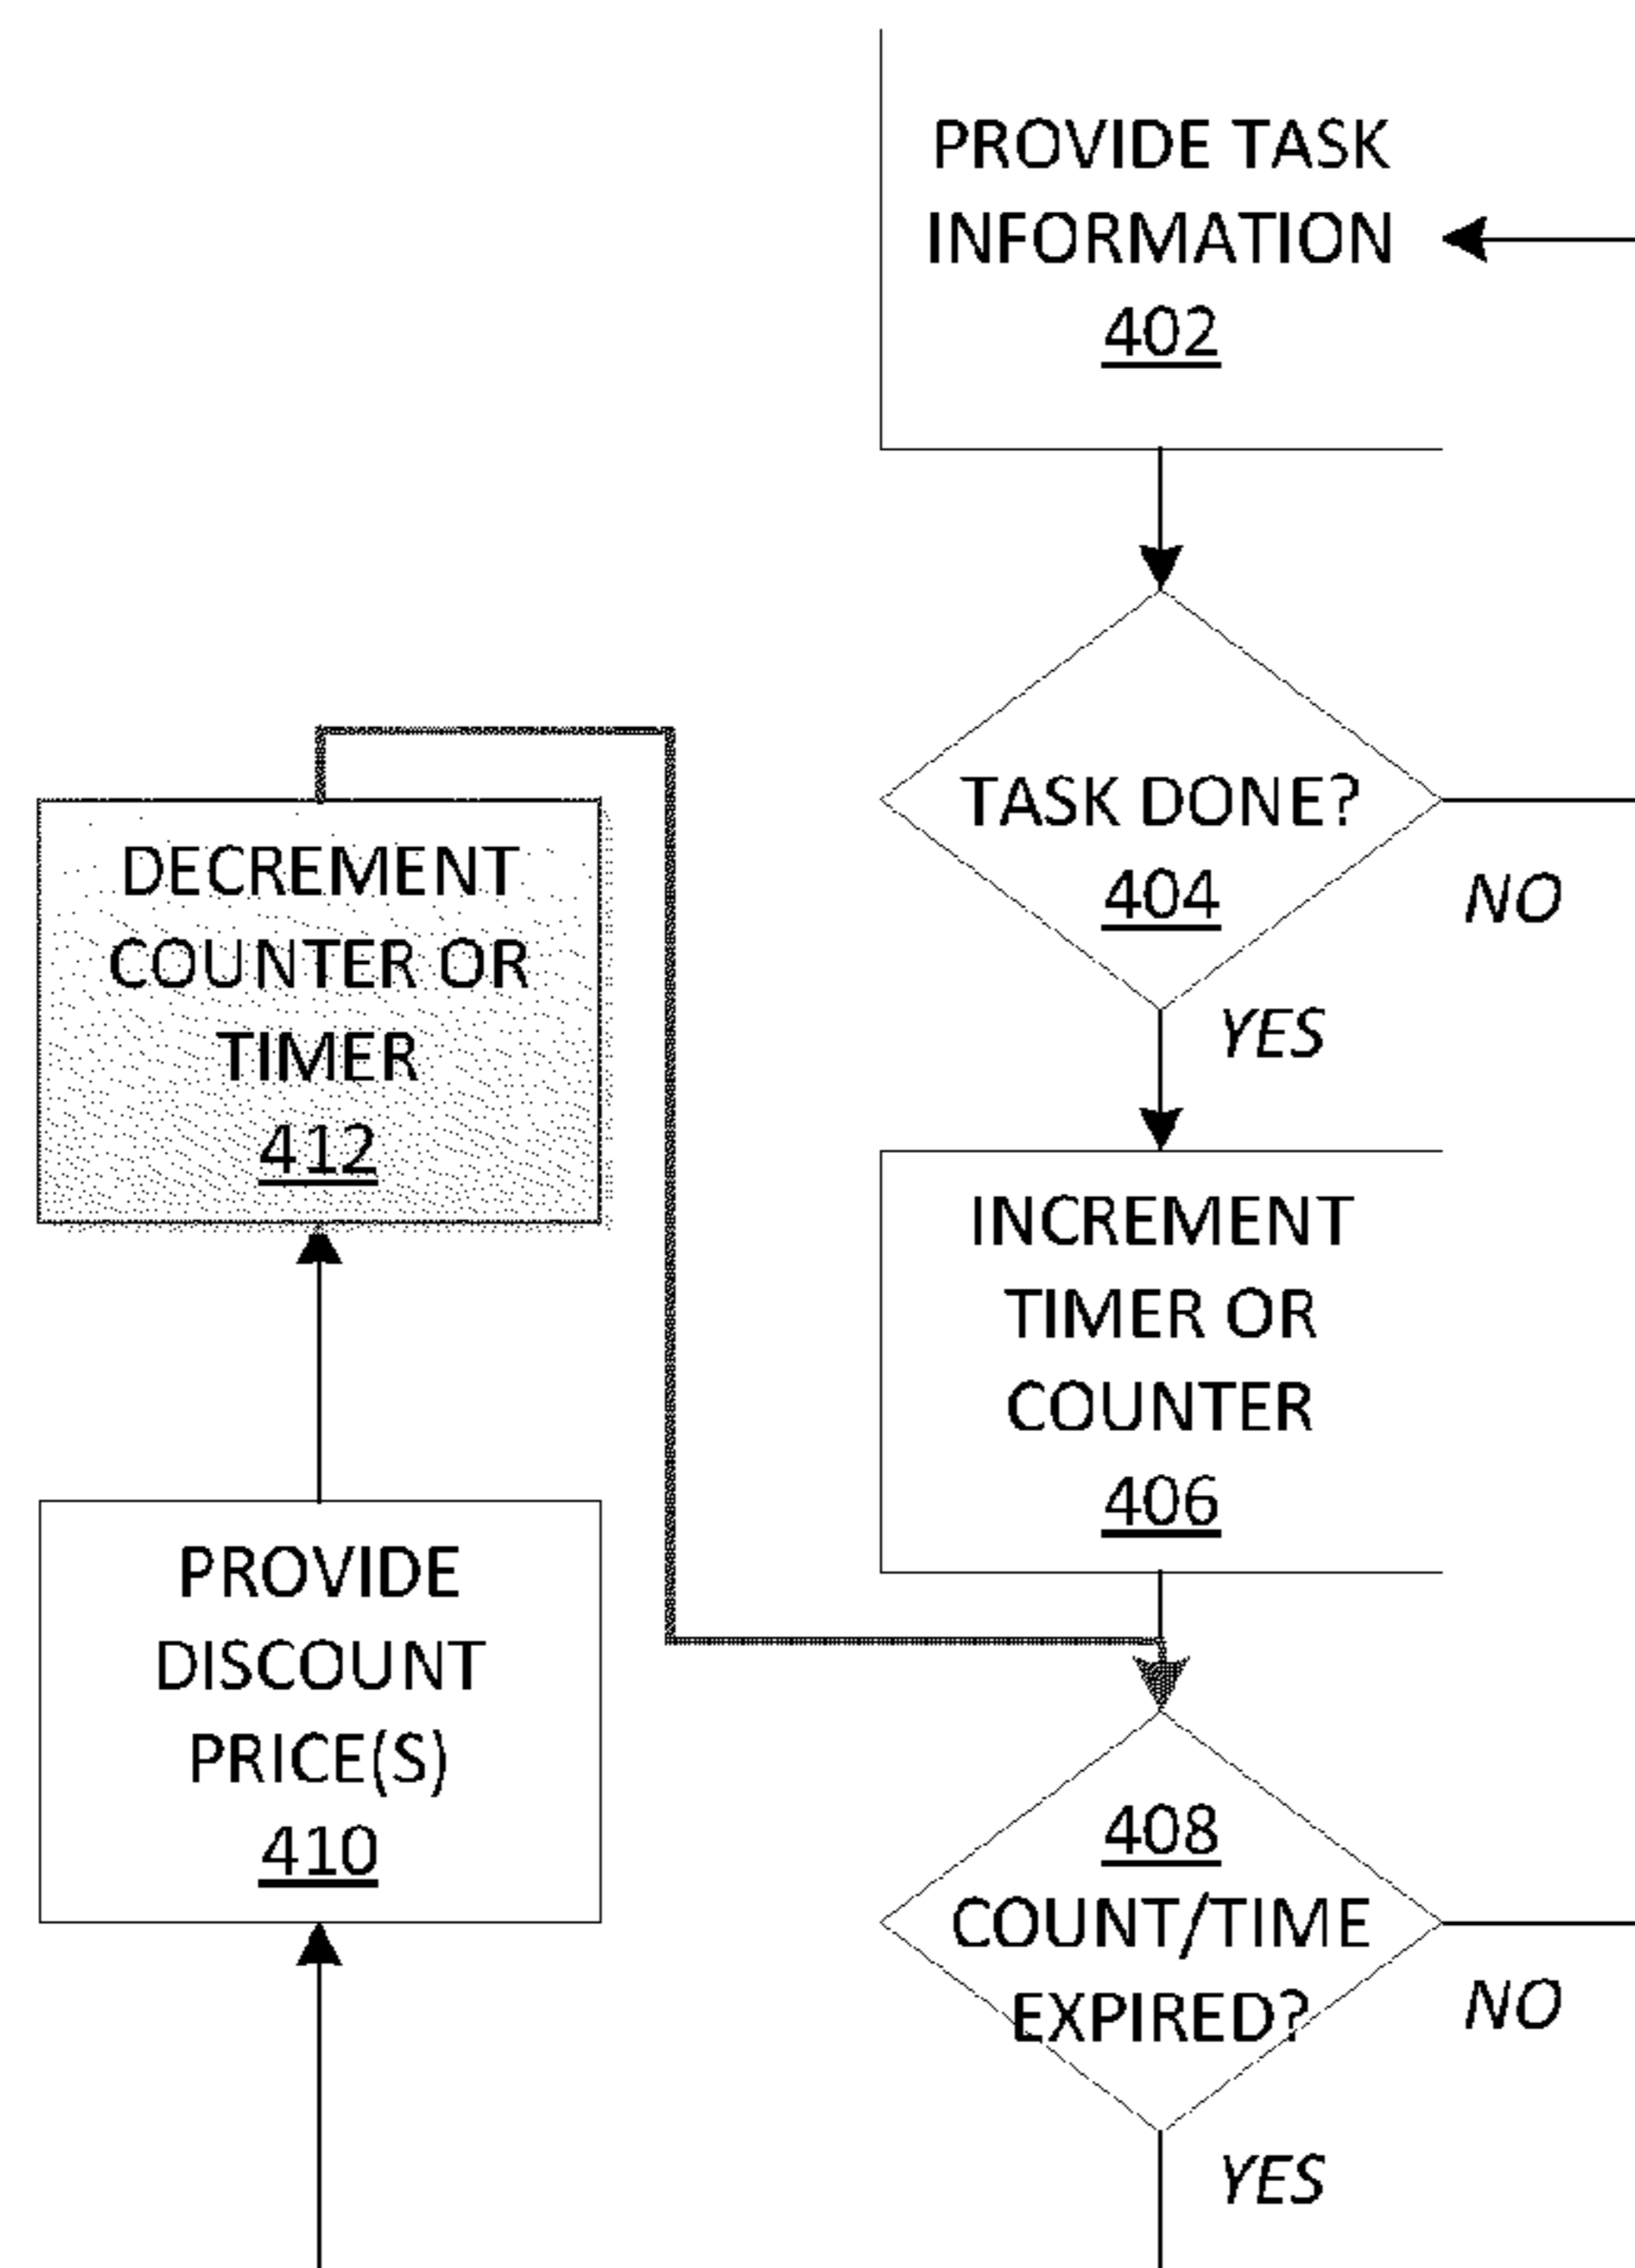 PROVIDE TASK
INFORMATION
402
TASK DONE?
404
NO
YES
DECREMENT
COUNTER OR
TIMER
412
INCREMENT
TIMER OR
COUNTER
406
PROVIDE
DISCOUNT
PRICE(S)
410
408
COUNT/TIME
EXPIRED?
NO
YES